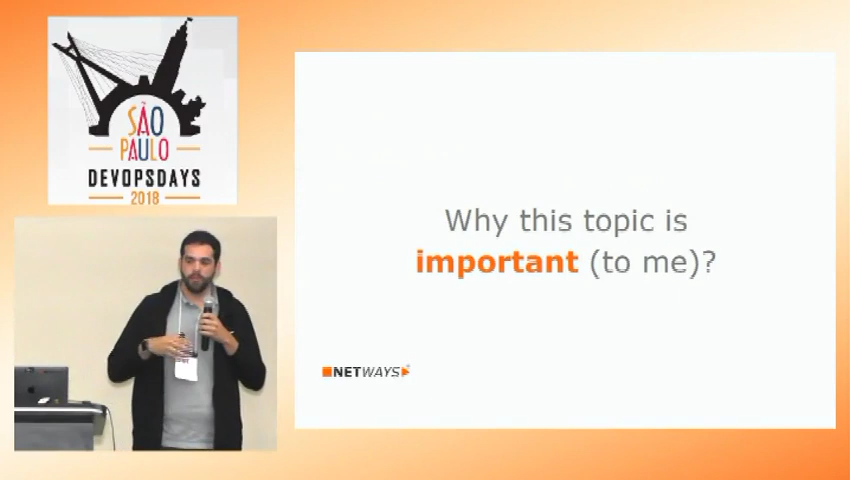 SÃO
PAULO
DEVOPSDAYS
2018
Why this topic is
important (to me)?
NETWAYS